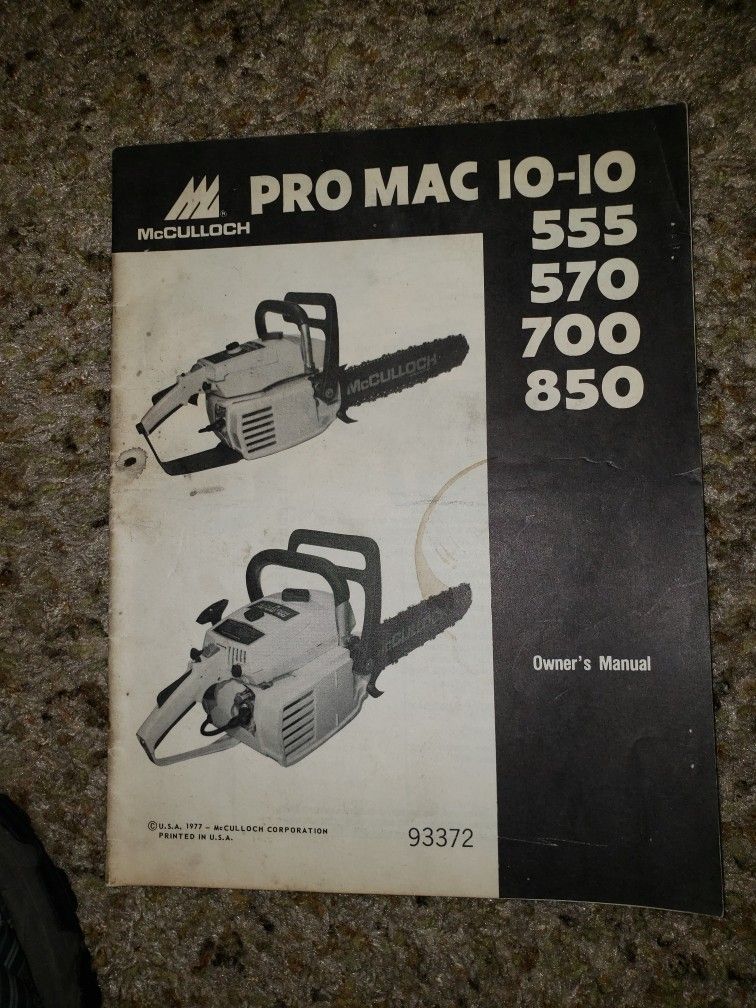 PRO MAC 10-10
McCULLOCH
555
570
700
850
McCULLOCH
Owner's Manual
© U.S.A. 1977 - McCULLOCH CORPORATION
PRINTED IN U.S.A.
93372